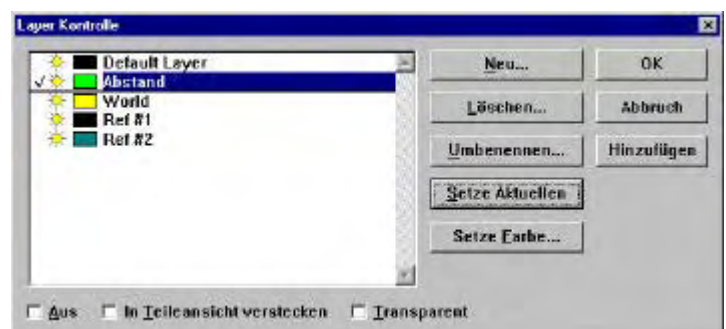 Layer Kontrolle
Default Layer
Abstand
World
Ref #1
Ref #2
Neu...
OK
Löschen...
Abbruch
Umbenennen...
Hinzufügen
Setze Aktuellen
Setze Farbe...
Aus
In Teileansicht verstecken
Transparent